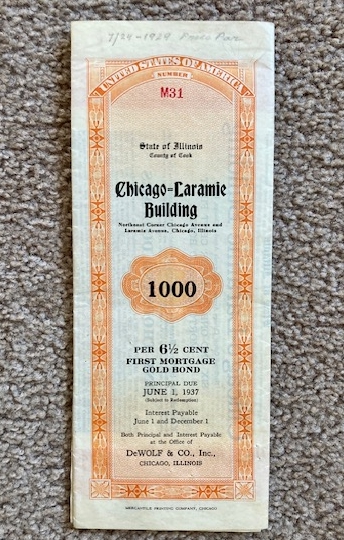 7/29-1929
UNITED STATES OF AMERICA
NUMBER
M31
State of Illinois
County of Cook
Chicago=Laramie
Building
Northeast Corner Chicago Avenue and
Laramie Avenue, Chicago, Illinois
1000
PER 6½ CENT
FIRST MORTGAGE
GOLD BOND
PRINCIPAL DUE
JUNE 1, 1937
(Subject to Redemption)
Interest Payable
June 1 and December 1
Both Principal and Interest Payable
at the Office of
DeWOLF & CO., Inc.,
CHICAGO, ILLINOIS
MERCANTILE PRINTING COMPANY, CHICAGO